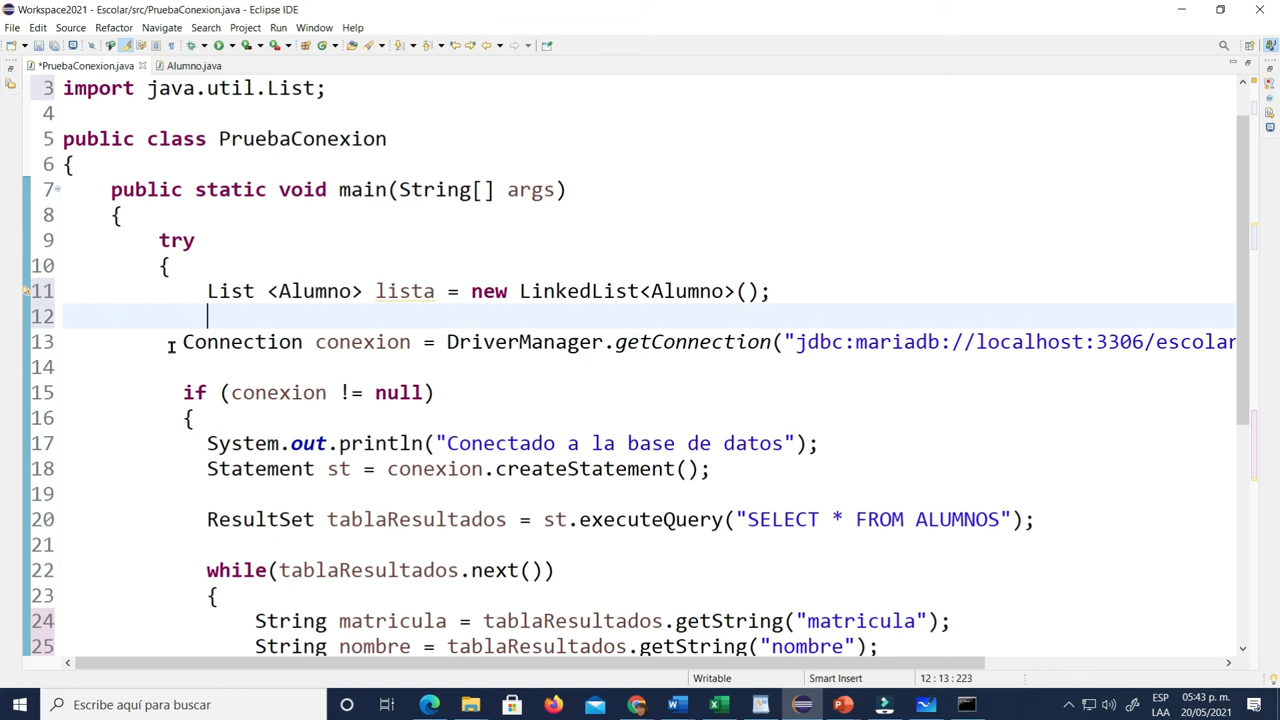 Workspace2021 - Escolar/src/PruebaConexion.java - Eclipse IDE
File Edit Source Refactor Navigate Search Project Run Window Help
*PruebaConexion.java Alumno.java
3 import java.util.List;
4
5 public class PruebaConexion
6 {
7 public static void main(String[] args)
8 {
9 try
10 {
11 List <Alumno> lista = new LinkedList<Alumno>();
12
13 Connection conexion = DriverManager.getConnection("jdbc:mariadb://localhost:3306/escolar
14
15 if (conexion != null)
16 {
17 System.out.println("Conectado a la base de datos");
18 Statement st = conexion.createStatement();
19
20 ResultSet tablaResultados = st.executeQuery("SELECT * FROM ALUMNOS");
21
22 while(tablaResultados.next())
23 {
24 String matricula = tablaResultados.getString("matricula");
25 String nombre = tablaResultados.getString("nombre");
Writable Smart Insert 12 : 13 : 223
Escribe aquí para buscar
ESP 05:43 p. m.
LAA 20/05/2021